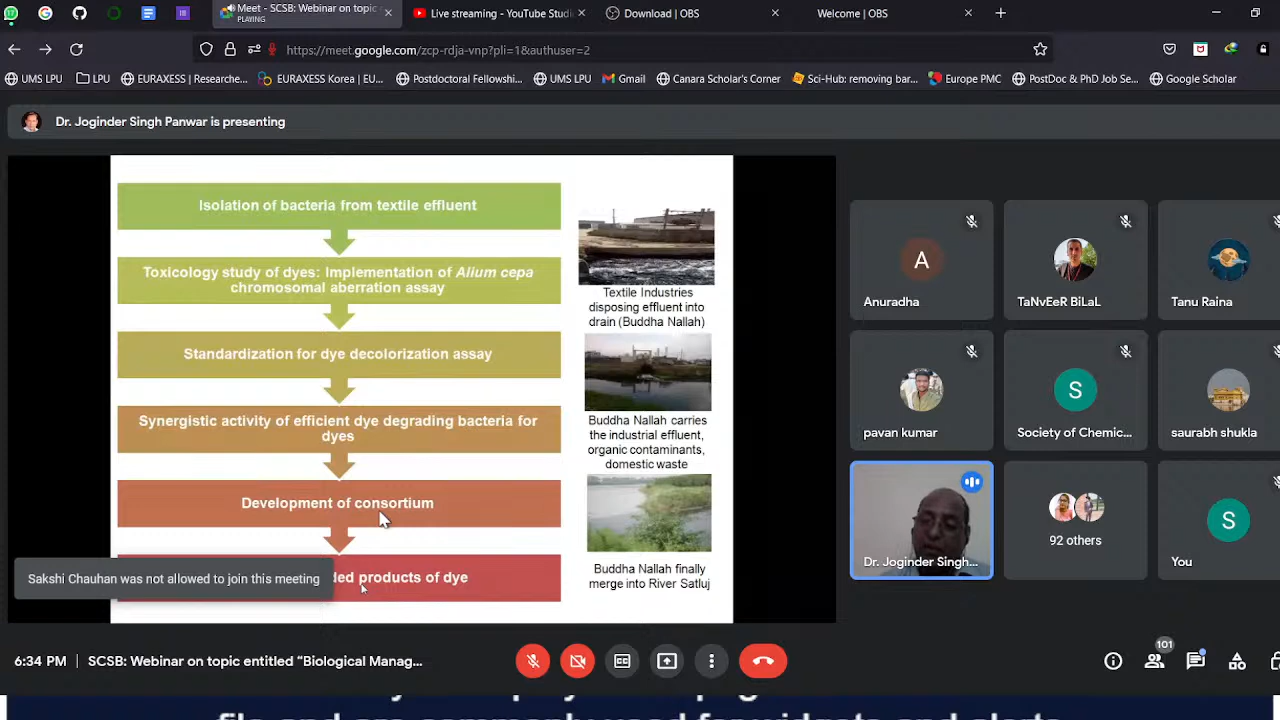 Meet - SCSB: Webinar on topic
PLAYING
Live streaming - YouTube Studi
Download | OBS
Welcome | OBS
https://meet.google.com/zcp-rdja-vnp?pli=1&authuser=2
UMS LPU
LPU
EURAXESS | Researche...
EURAXESS Korea | EU...
Postdoctoral Fellowshi...
UMS LPU
Gmail
Canara Scholar's Corner
Sci-Hub: removing bar...
Europe PMC
PostDoc & PhD Job Se...
Google Scholar
Dr. Joginder Singh Panwar is presenting
Isolation of bacteria from textile effluent
Toxicology study of dyes: Implementation of Alium cepa
chromosomal aberration assay
Standardization for dye decolorization assay
Synergistic activity of efficient dye degrading bacteria for
dyes
Development of consortium
ded products of dye
Textile Industries
disposing effluent into
drain (Buddha Nallah)
Buddha Nallah carries
the industrial effluent,
organic contaminants,
domestic waste
Buddha Nallah finally
merge into River Satluj
Sakshi Chauhan was not allowed to join this meeting
A
Anuradha
TaNvEeR BiLaL
Tanu Raina
pavan kumar
S
Society of Chemic...
saurabh shukla
Dr. Joginder Singh...
92 others
S
You
6:34 PM | SCSB: Webinar on topic entitled “Biological Manag...
101